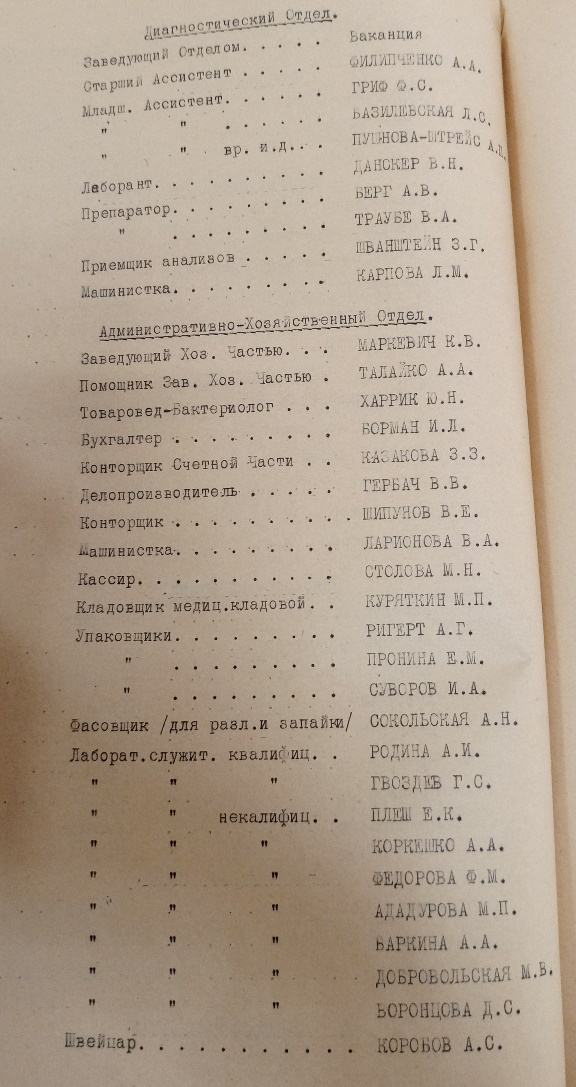 Диагностический Отдел.
Заведующий Отделом. . . . . Вакансия
Старший Ассистент . . . . . ФИЛИПЧЕНКО А.А.
Младш. Ассистент. . . . . . ГРИФ Ф.С.
" " . . . . . . БАЗИЛЕВСКАЯ Л.С.
" " вр. и.д. . . ПУШНОВА-ШТРЕЙС
Лаборант. . . . . . . . . ДАНСКЕР В.Н.
Препаратор. . . . . . . . БЕРГ А.В.
" . . . . . . . . ТРАУБЕ В.А.
Приемщик анализов . . . . . ШВАНШТЕЙН З.Г.
Машинистка. . . . . . . . КАРПОВА Л.М.
Административно-Хозяйственный Отдел.
Заведующий Хоз. Частью. . . МАРКЕВИЧ К.В.
Помощник Зав. Хоз. Частью . ТАЛАЙКО А.А.
Товаровед-Бактериолог . . . ХАРРИК Ю.Н.
Бухгалтер . . . . . . . . БОРМАН И.Л.
Конторщик Счетной Части . . КАЗАКОВА З.З.
Делопроизводитель . . . . . ГЕРБАЧ В.В.
Конторщик . . . . . . . . . ШИПУНОВ В.Е.
Машинистка. . . . . . . . ЛАРИОНОВА В.А.
Кассир. . . . . . . . . . СТОЛОВА М.Н.
Кладовщик медиц.кладовой. . КУРЯТКИН М.П.
Упаковщики. . . . . . . . . РИГЕРТ А.Г.
" . . . . . . . . . ПРОНИНА Е.М.
" . . . . . . . . . СУВОРОВ И.А.
Фасовщик /для разл.и запайки/ СОКОЛЬСКАЯ А.Н.
Лаборат.служит. квалифиц. . РОДИНА А.И.
" " " ГВОЗДЕВ Г.С.
" " некалифиц. . ПЛЕШ Е.К.
" " " КОРКЕШКО А.А.
" " " ФЕДОРОВА Ф.М.
" " " АДАДУРОВА М.П.
" " " ВАРКИНА А.А.
" " " ДОБРОВОЛЬСКАЯ М.В.
" " " ВОРОНЦОВА Д.С.
Швейцар. . . . . . . . . . . КОРОБОВ А.С.